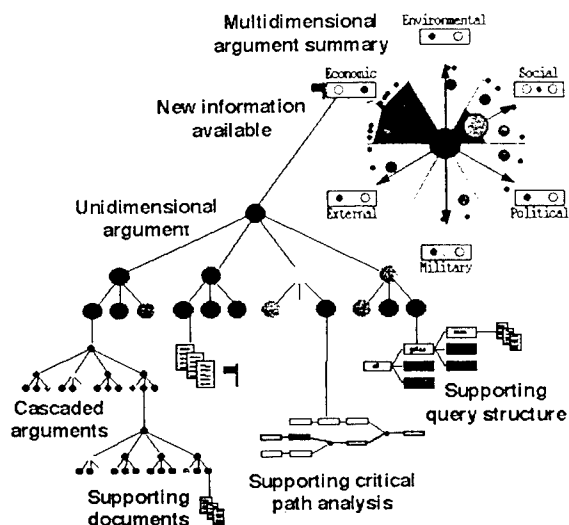 Multidimensional
argument summary
Environmental
Economic
Social
New information
available
External
Political
Military
Unidimensional
argument
Cascaded
arguments
Supporting
query structure
Supporting critical
path analysis
Supporting
documents